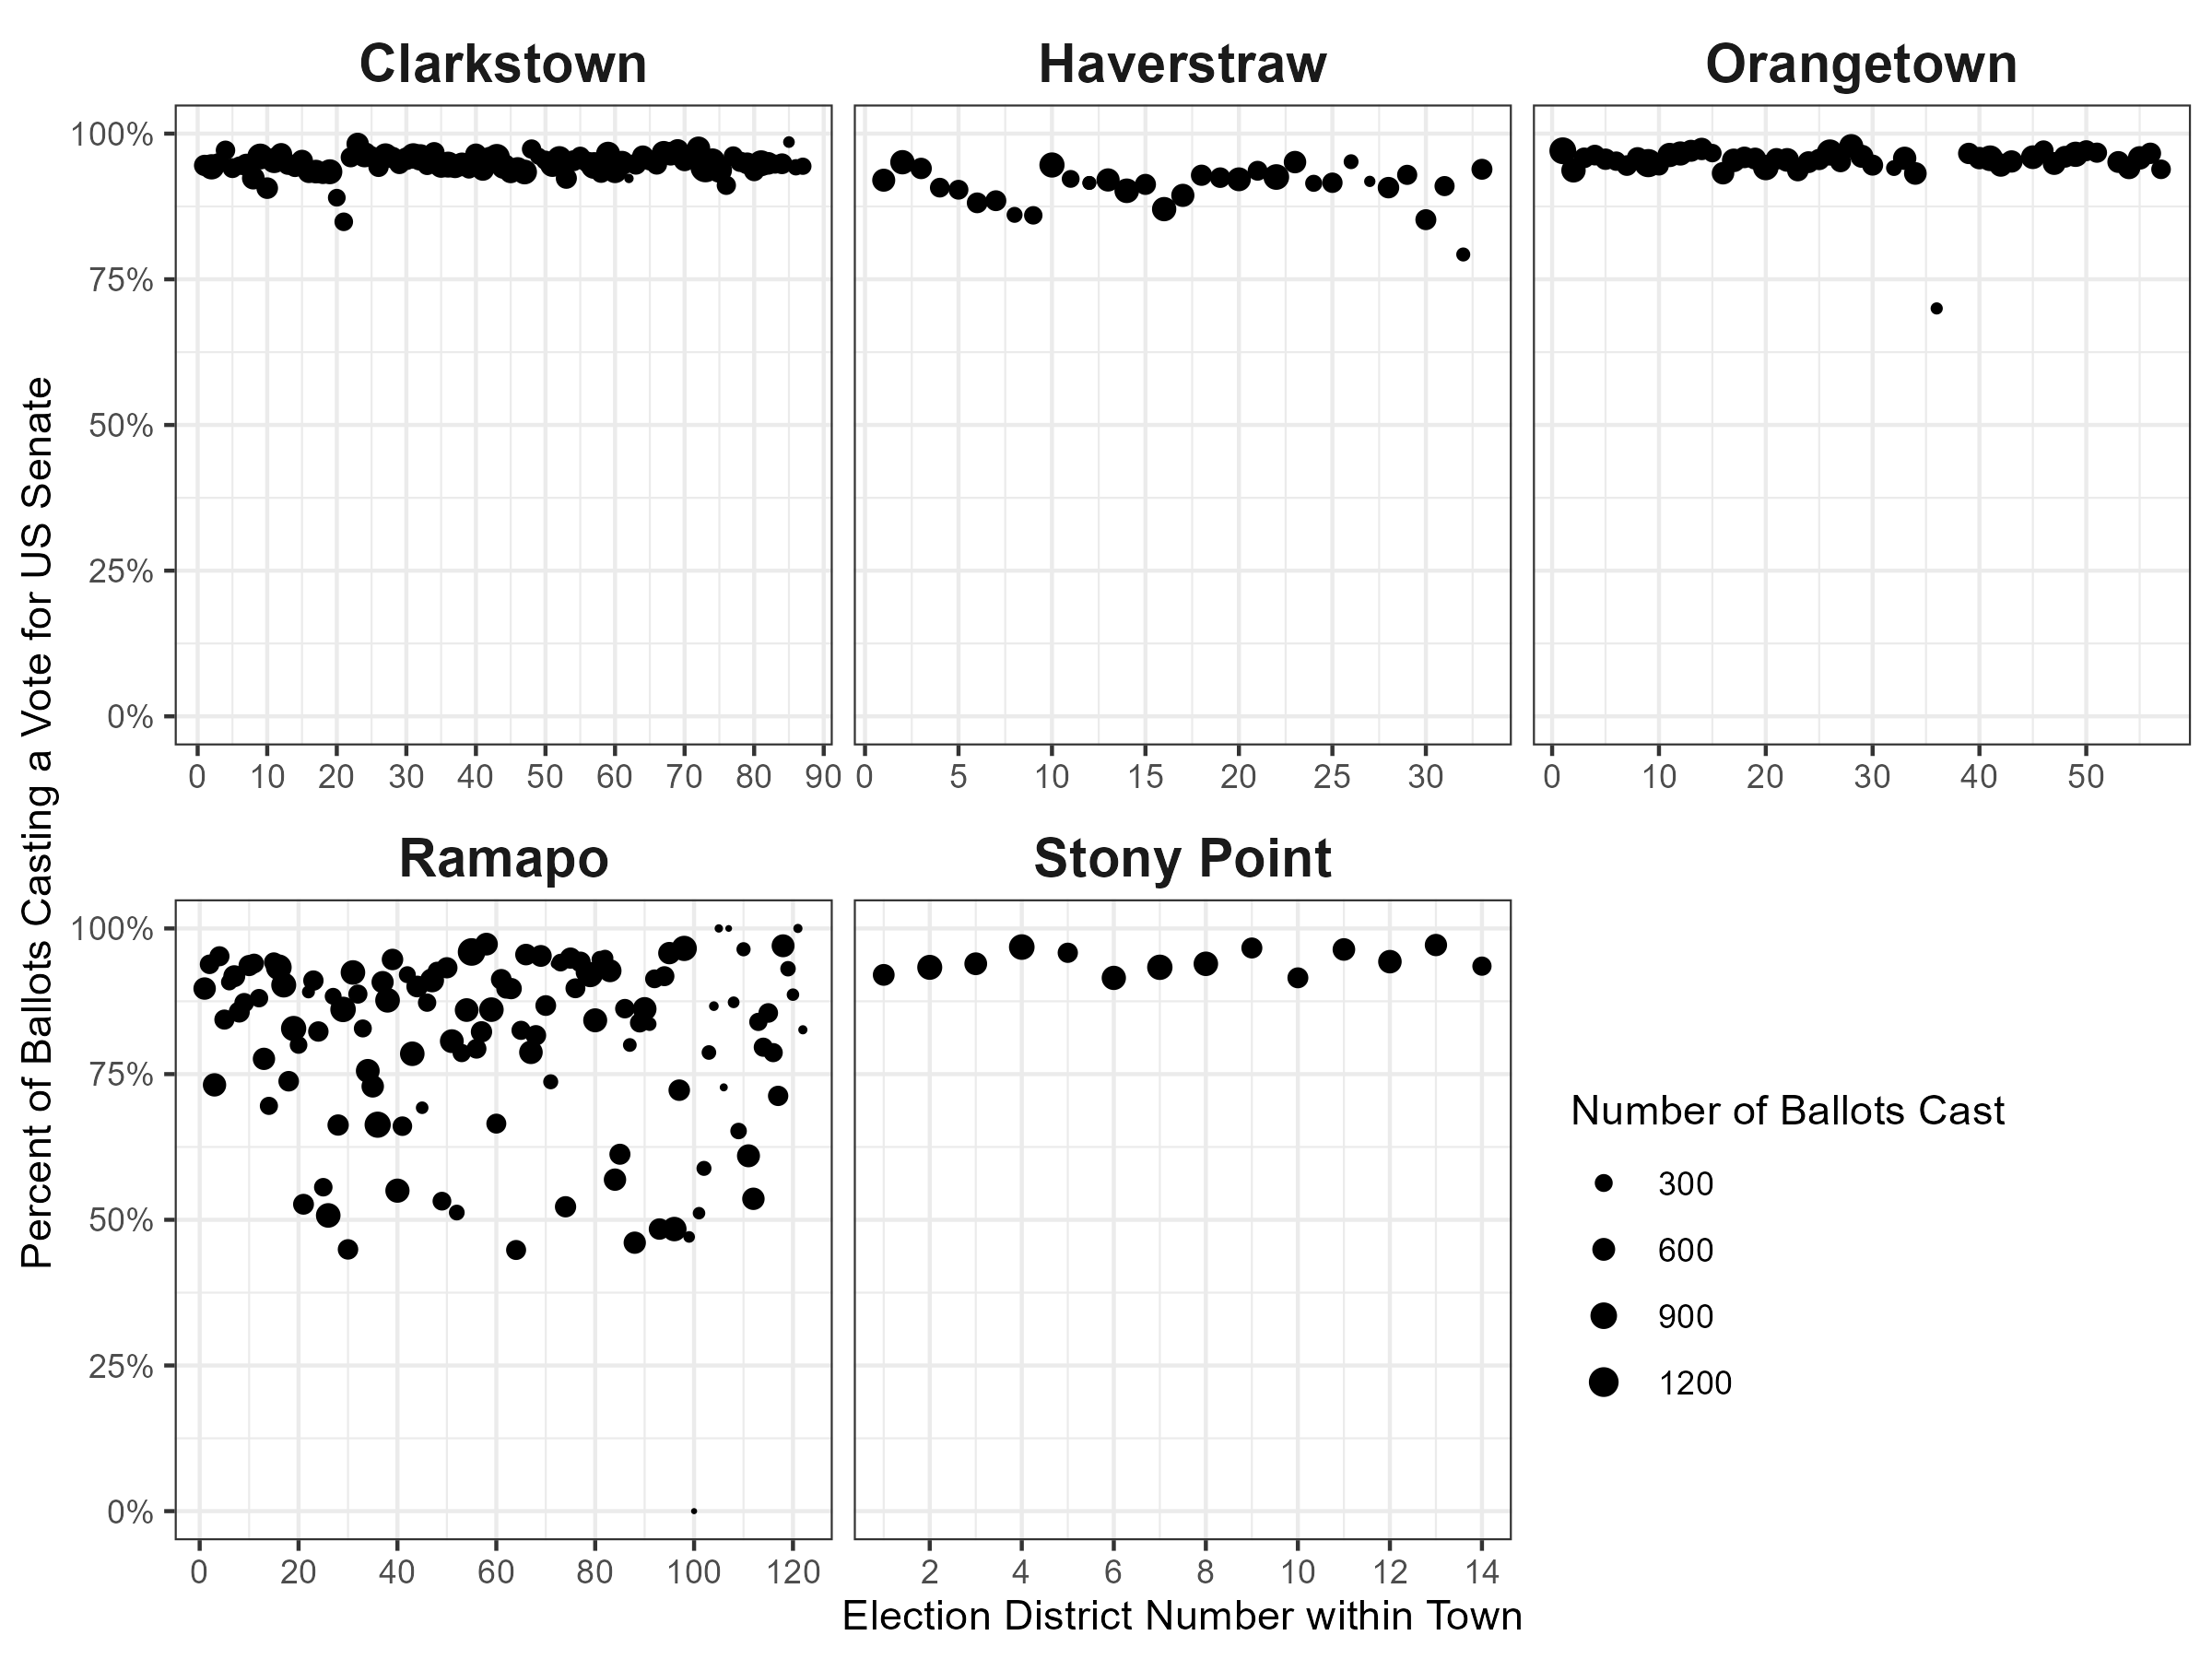 Clarkstown Haverstraw Orangetown
Percent of Ballots Casting a Vote for US Senate
100%
75%
50%
25%
0%
0 10 20 30 40 50 60 70 80 90
0 5 10 15 20 25 30
0 10 20 30 40 50
Ramapo Stony Point
100%
75%
50%
25%
0%
0 20 40 60 80 100 120
2 4 6 8 10 12 14
Election District Number within Town
Number of Ballots Cast
300
600
900
1200